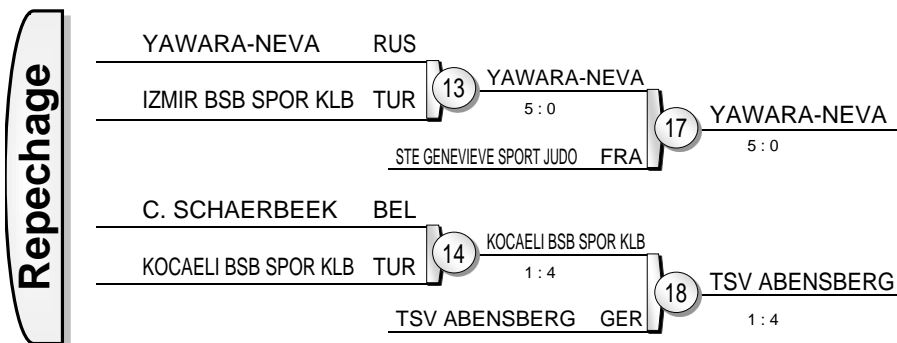 Repechage
YAWARA-NEVA RUS
IZMIR BSB SPOR KLB TUR
13
YAWARA-NEVA
5 : 0
STE GENEVIEVE SPORT JUDO FRA
17
YAWARA-NEVA
5 : 0
C. SCHAERBEEK BEL
KOCAELI BSB SPOR KLB TUR
14
KOCAELI BSB SPOR KLB
1 : 4
TSV ABENSBERG GER
18
TSV ABENSBERG
1 : 4